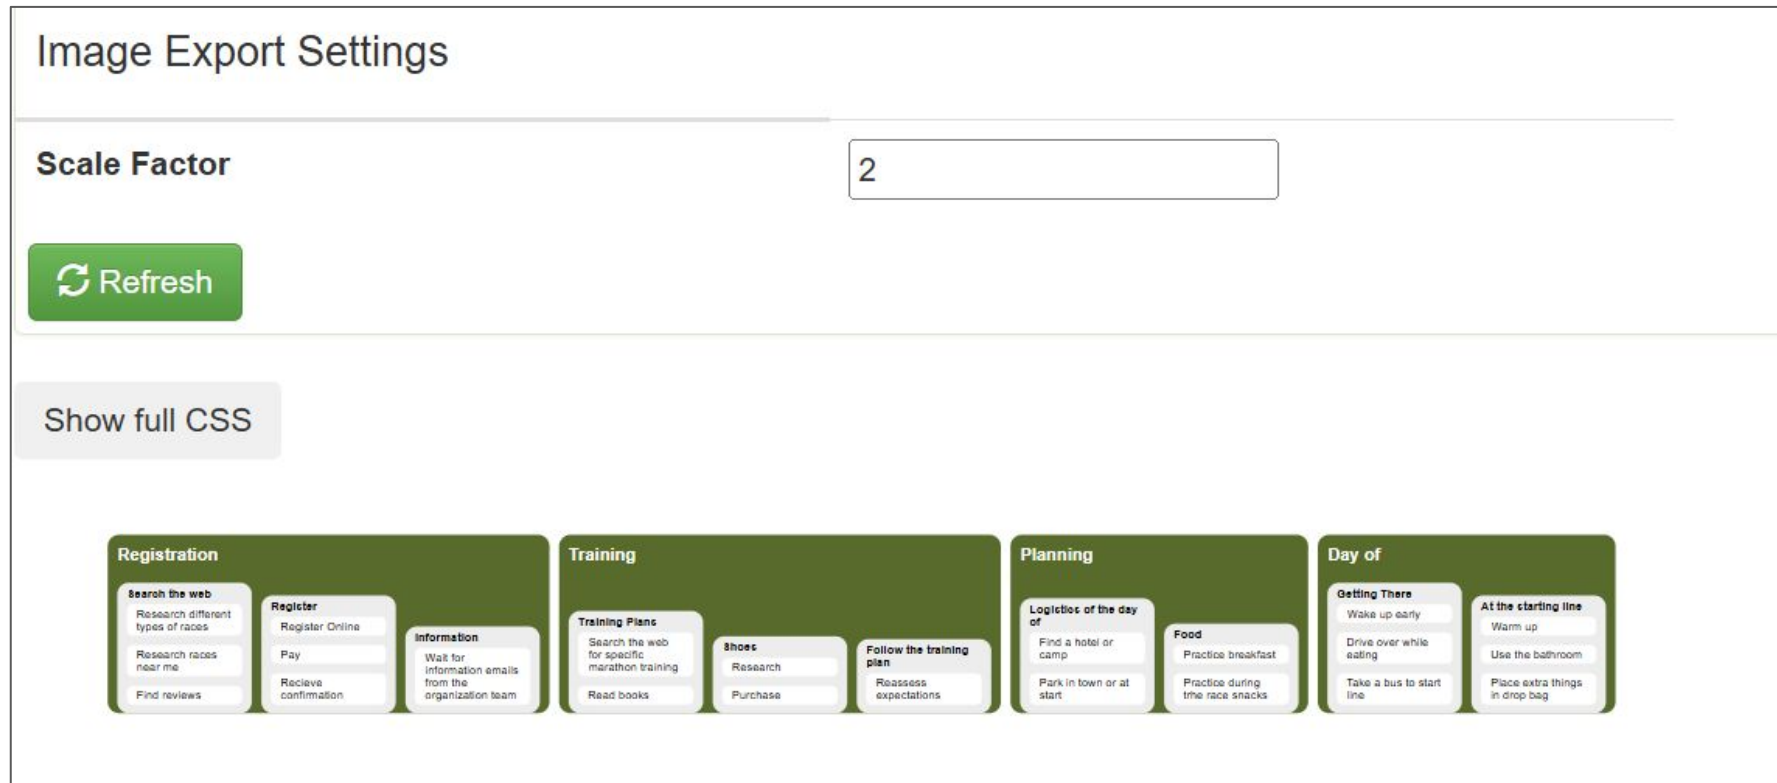 Image Export Settings
Scale Factor
2
Refresh
Show full CSS
Registration
Search the web
Research different
types of races
Research races
near me
Find reviews
Register
Register Online
Pay
Recieve
confirmation
Information
Wait for
information emails
from the
organization team
Training
Training Plans
Search the web
for specific
marathon training
Read books
Shoes
Research
Purchase
Follow the training
plan
Reassess
expectations
Planning
Logistics of the day
of
Find a hotel or
camp
Park in town or at
start
Food
Practice breakfast
Practice during
trhe race snacks
Day of
Getting There
Wake up early
Drive over while
eating
Take a bus to start
line
At the starting line
Warm up
Use the bathroom
Place extra things
in drop bag